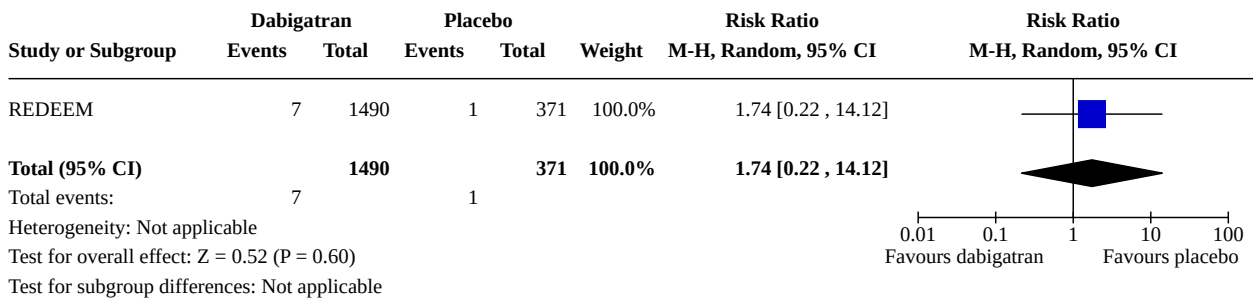 Dabigatran Placebo Risk Ratio Risk Ratio
Study or Subgroup Events Total Events Total Weight M-H, Random, 95% CI M-H, Random, 95% CI
REDEEM 7 1490 1 371 100.0% 1.74 [0.22 , 14.12]
Total (95% CI) 1490 371 100.0% 1.74 [0.22 , 14.12]
Total events: 7 1
Heterogeneity: Not applicable
0.01 0.1 1 10 100
Test for overall effect: Z = 0.52 (P = 0.60) Favours dabigatran Favours placebo
Test for subgroup differences: Not applicable